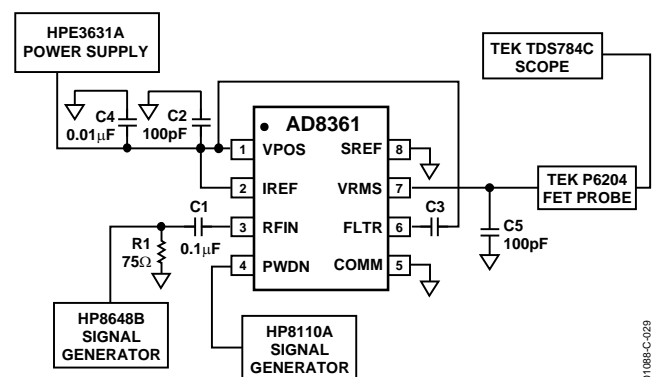 HPE3631A
POWER SUPPLY
TEK TDS784C
SCOPE
C4
0.01μF
C2
100pF
AD8361
1 VPOS
SREF 8
2 IREF
VRMS 7
TEK P6204
FET PROBE
C1
0.1μF
3 RFIN
FLTR 6
C3
C5
100pF
R1
75Ω
4 PWDN
COMM 5
HP8648B
SIGNAL
GENERATOR
HP8110A
SIGNAL
GENERATOR
01088-C-029